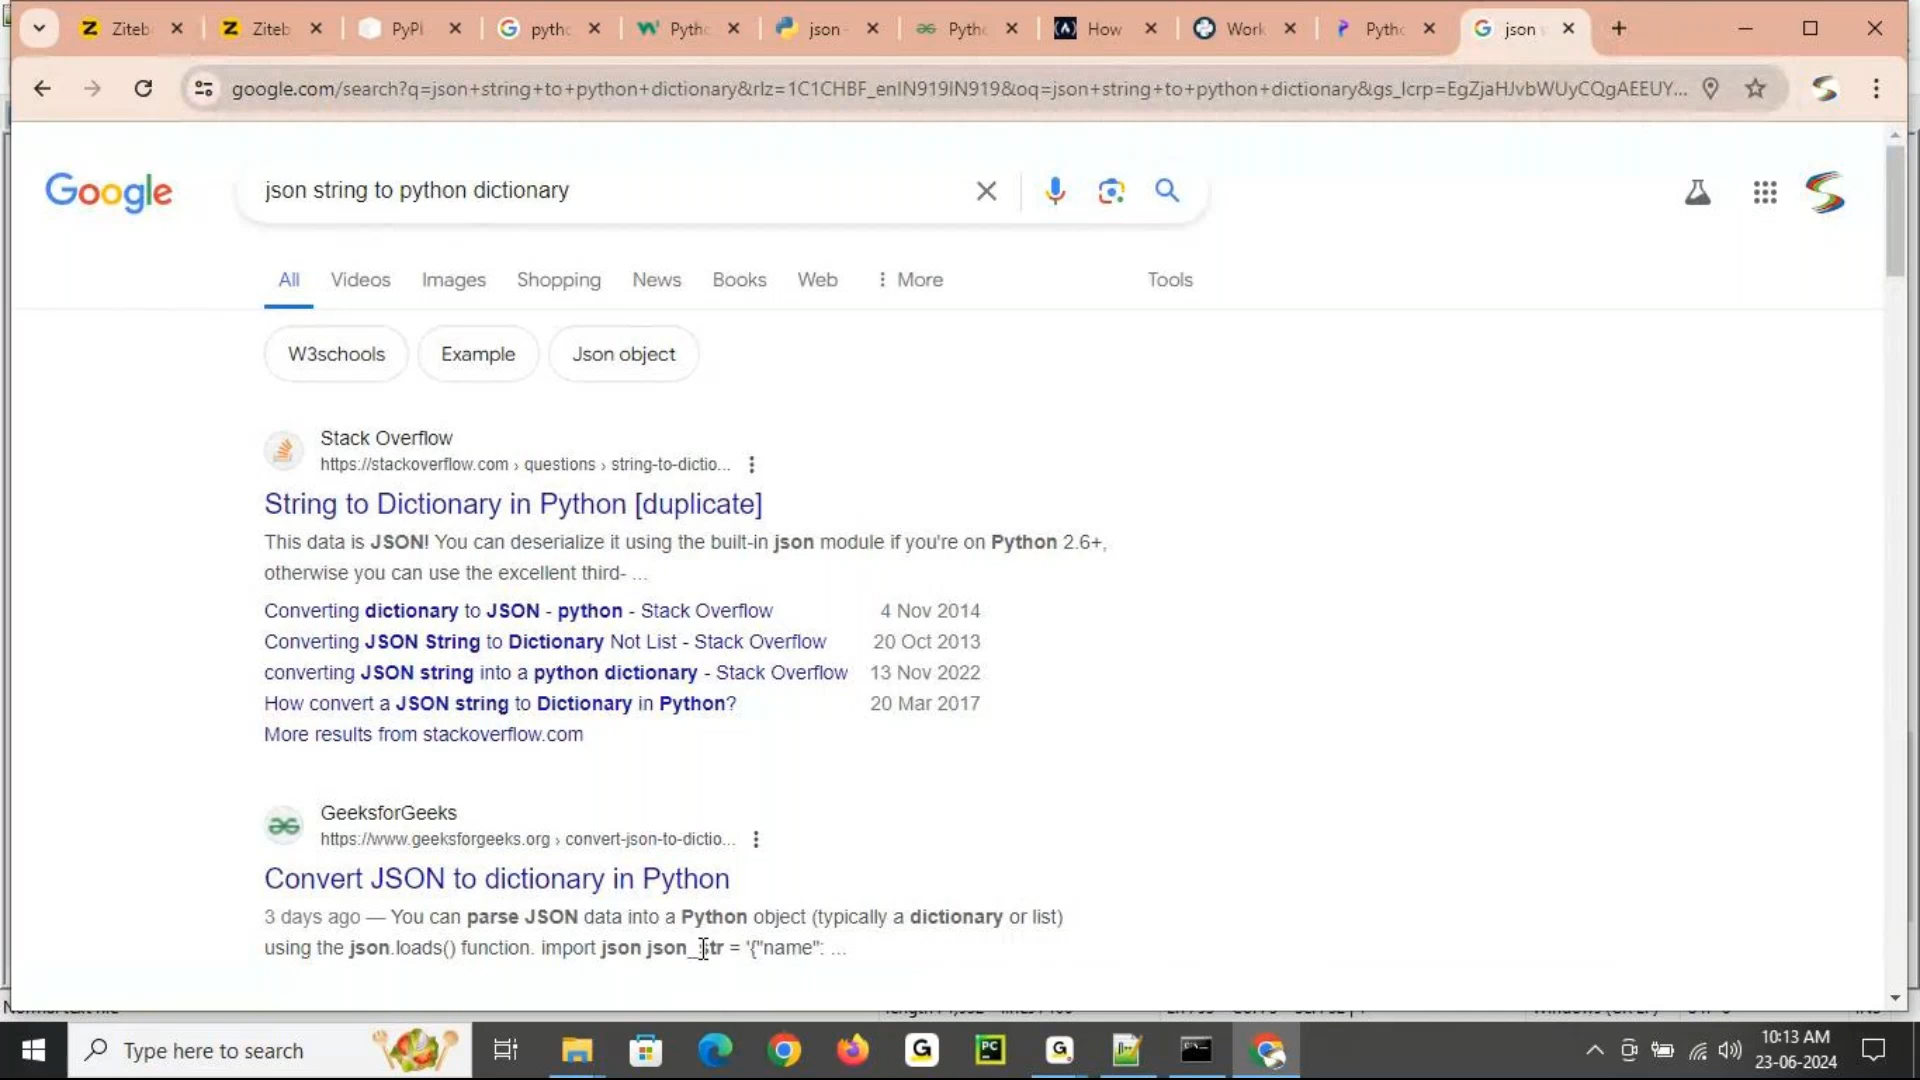 Ziteb
Ziteb
PyPI
pytho
Pytho
json
Pytho
How
Work
Pytho
json
google.com/search?q=json+string+to+python+dictionary&rlz=1C1CHBF_enIN919IN919&oq=json+string+to+python+dictionary&gs_lcrp=EgZjaHJvbWUyCQgAEEUY...
Google
json string to python dictionary
All
Videos
Images
Shopping
News
Books
Web
More
Tools
W3schools
Example
Json object
Stack Overflow
https://stackoverflow.com › questions › string-to-dictio...
String to Dictionary in Python [duplicate]
This data is JSON! You can deserialize it using the built-in json module if you're on Python 2.6+,
otherwise you can use the excellent third- ...
Converting dictionary to JSON - python - Stack Overflow 4 Nov 2014
Converting JSON String to Dictionary Not List - Stack Overflow 20 Oct 2013
converting JSON string into a python dictionary - Stack Overflow 13 Nov 2022
How convert a JSON string to Dictionary in Python? 20 Mar 2017
More results from stackoverflow.com
GeeksforGeeks
https://www.geeksforgeeks.org › convert-json-to-dictio...
Convert JSON to dictionary in Python
3 days ago — You can parse JSON data into a Python object (typically a dictionary or list)
using the json.loads() function. import json json_str = '{"name": ...
Type here to search
10:13 AM
23-06-2024